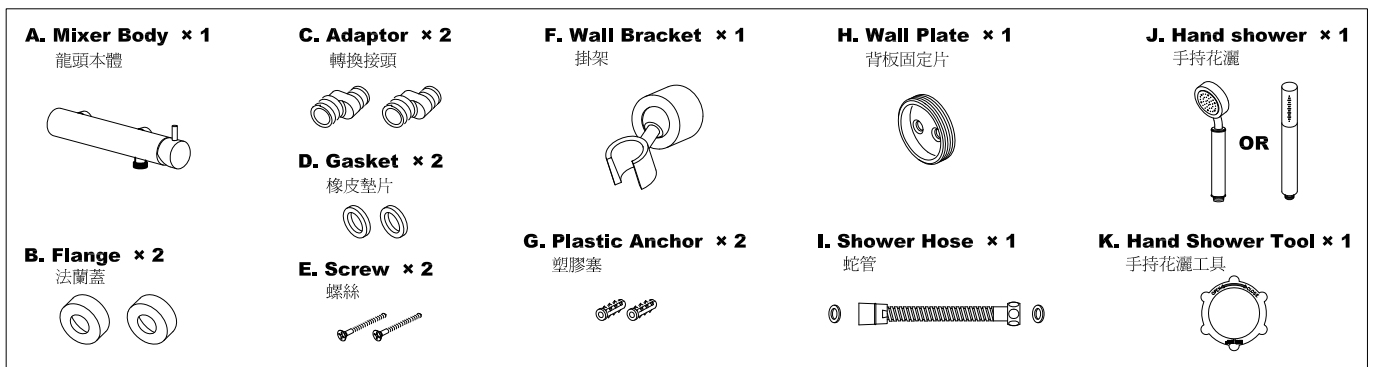 A. Mixer Body × 1
龍頭本體
B. Flange × 2
法蘭蓋
C. Adaptor × 2
轉換接頭
D. Gasket × 2
橡皮墊片
E. Screw × 2
螺絲
F. Wall Bracket × 1
掛架
G. Plastic Anchor × 2
塑膠塞
H. Wall Plate × 1
背板固定片
I. Shower Hose × 1
蛇管
J. Hand shower × 1
手持花灑
OR
K. Hand Shower Tool × 1
手持花灑工具